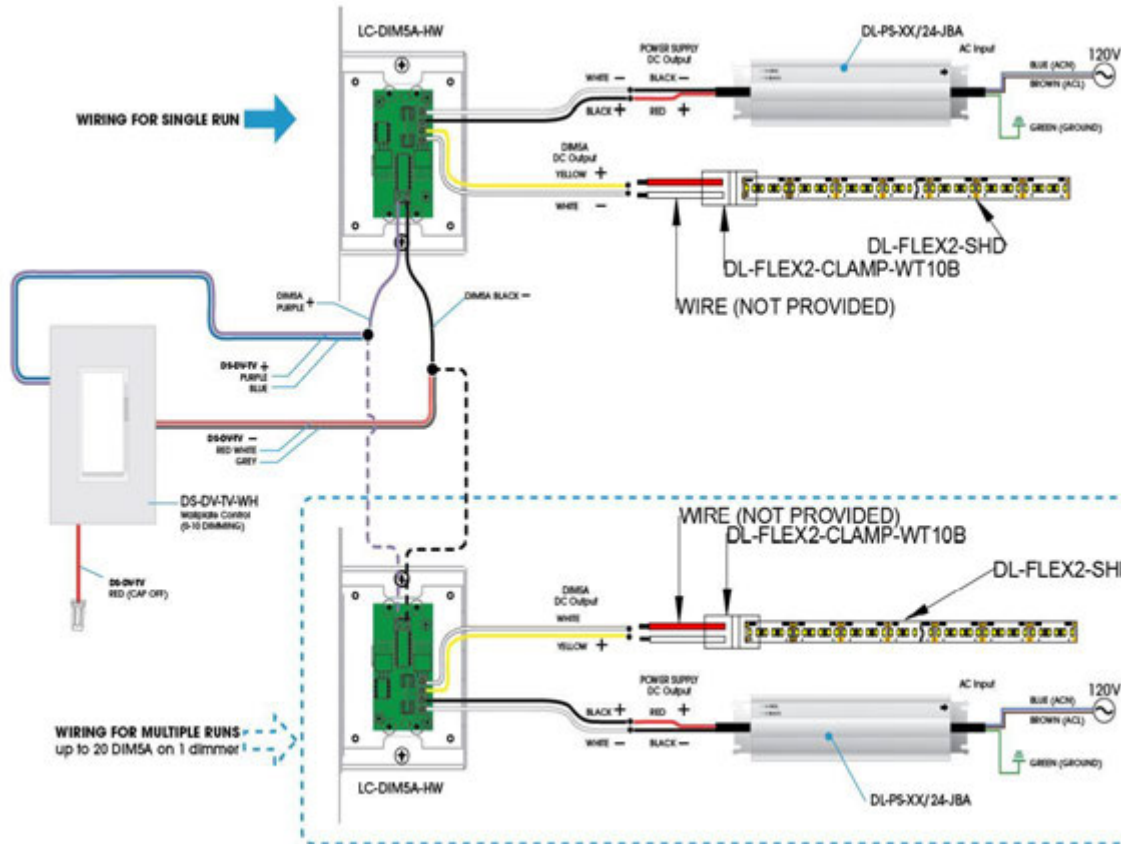 LC-DIM5A-HW
DL-PS-XX/24-JBA
POWER SUPPLY
DC Output
AC Input
120V
WHITE −
BLACK −
BLUE (ACN)
BROWN (ACL)
BLACK +
RED +
GREEN (GROUND)
WIRING FOR SINGLE RUN
DIM5A
DC Output
YELLOW +
WHITE −
DL-FLEX2-SHD
DL-FLEX2-CLAMP-WT10B
WIRE (NOT PROVIDED)
DIM5A +
PURPLE
DIM5A BLACK −
DS-DV-TV +
PURPLE
BLUE
DS-DV-TV −
RED WHITE
GREY
DS-DV-TV-WH
Wallplate Control
(0-10 DIMMING)
DS-DV-TV
RED (CAP OFF)
WIRE (NOT PROVIDED)
DL-FLEX2-CLAMP-WT10B
DL-FLEX2-SH
DIM5A
DC Output
WHITE
YELLOW +
POWER SUPPLY
DC Output
AC Input
120V
BLACK +
RED +
BLUE (ACN)
BROWN (ACL)
WHITE −
BLACK −
GREEN (GROUND)
WIRING FOR MULTIPLE RUNS
up to 20 DIM5A on 1 dimmer
LC-DIM5A-HW
DL-PS-XX/24-JBA